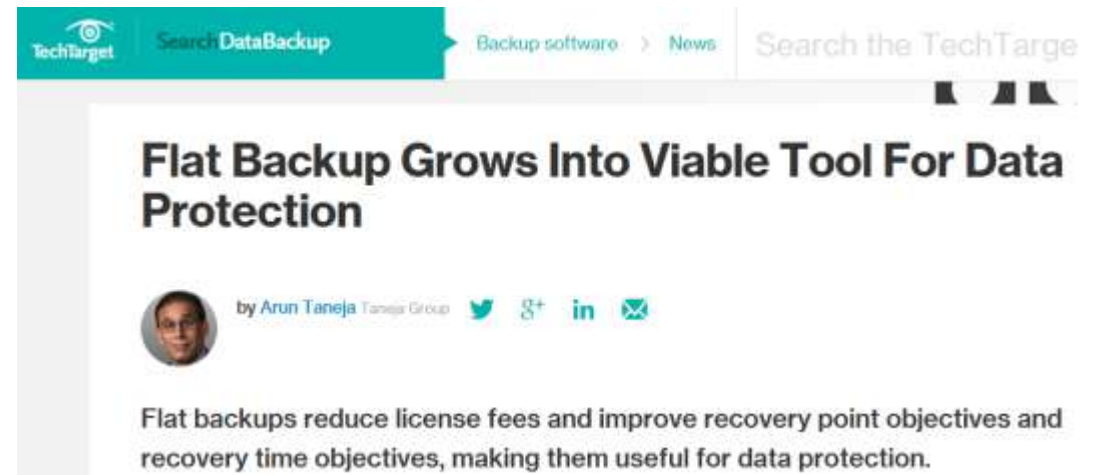 TechTarget
SearchDataBackup
Backup software > News
Search the TechTarge
Flat Backup Grows Into Viable Tool For Data
Protection
by Arun Taneja Taneja Group
8+ in
Flat backups reduce license fees and improve recovery point objectives and
recovery time objectives, making them useful for data protection.